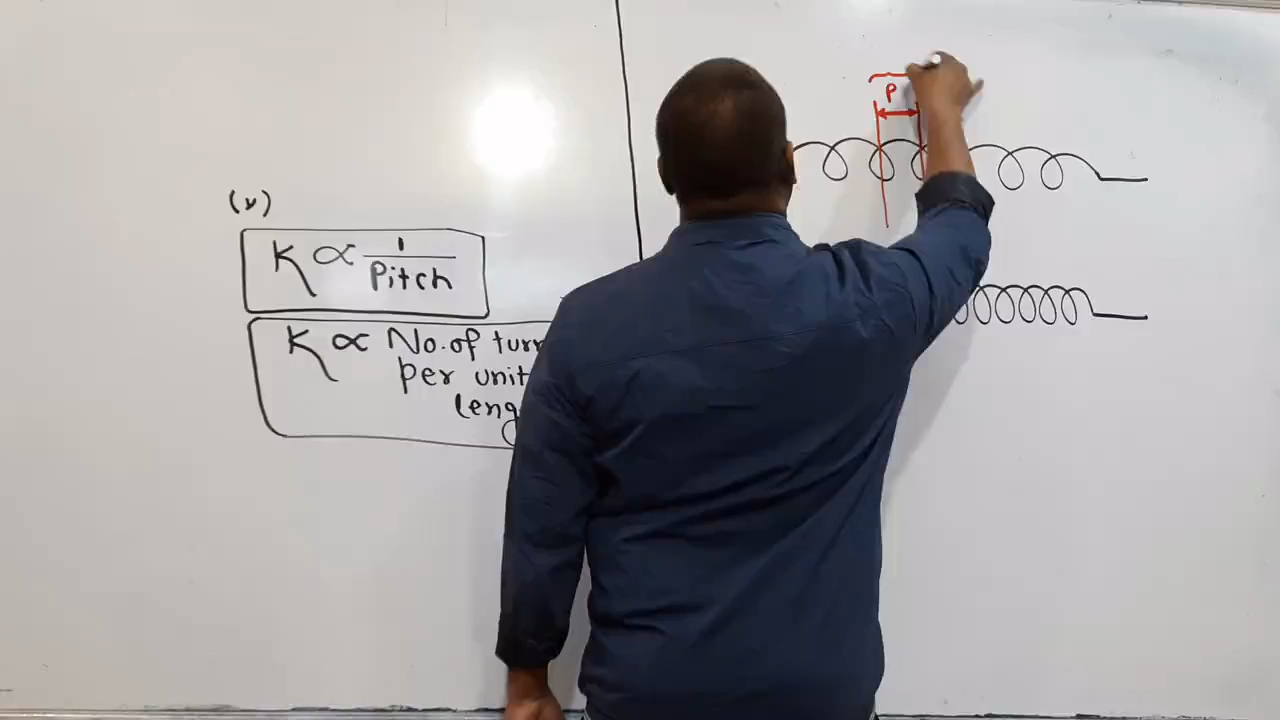 (v)
K ∝ 1/Pitch
K ∝ No. of turn
per unit
leng
P